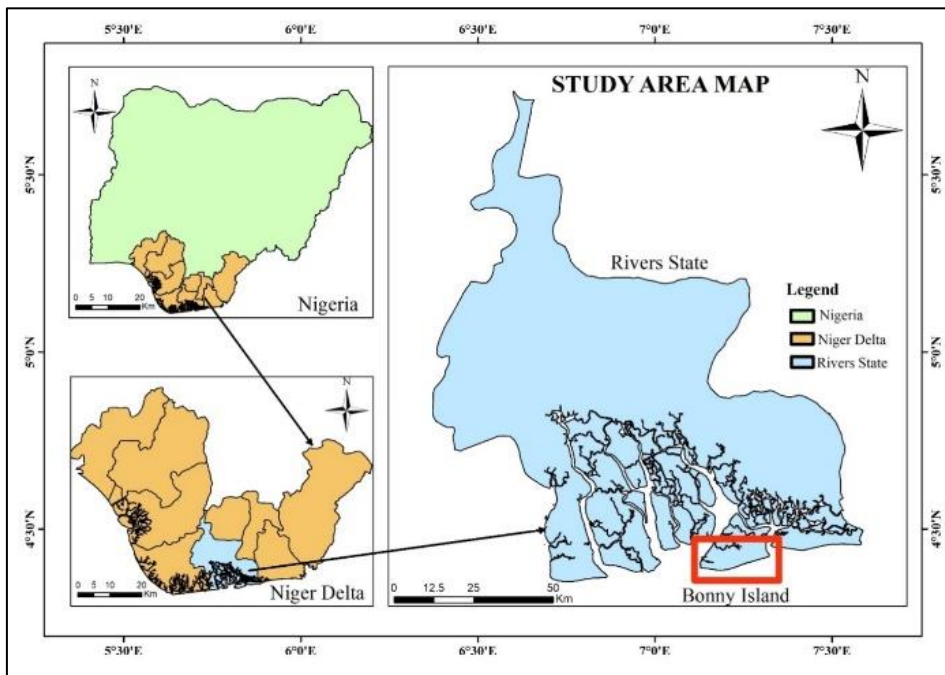 5°30'E 6°0'E 6°30'E 7°0'E 7°30'E
5°30'N
5°0'N
4°30'N
N
0 5 10 20
Km
Nigeria
N
0 5 10 20
Km
Niger Delta
STUDY AREA MAP
N
Rivers State
Legend
Nigeria
Niger Delta
Rivers State
0 12.5 25 50
Km
Bonny Island
5°30'N
5°0'N
4°30'N
5°30'E 6°0'E 6°30'E 7°0'E 7°30'E